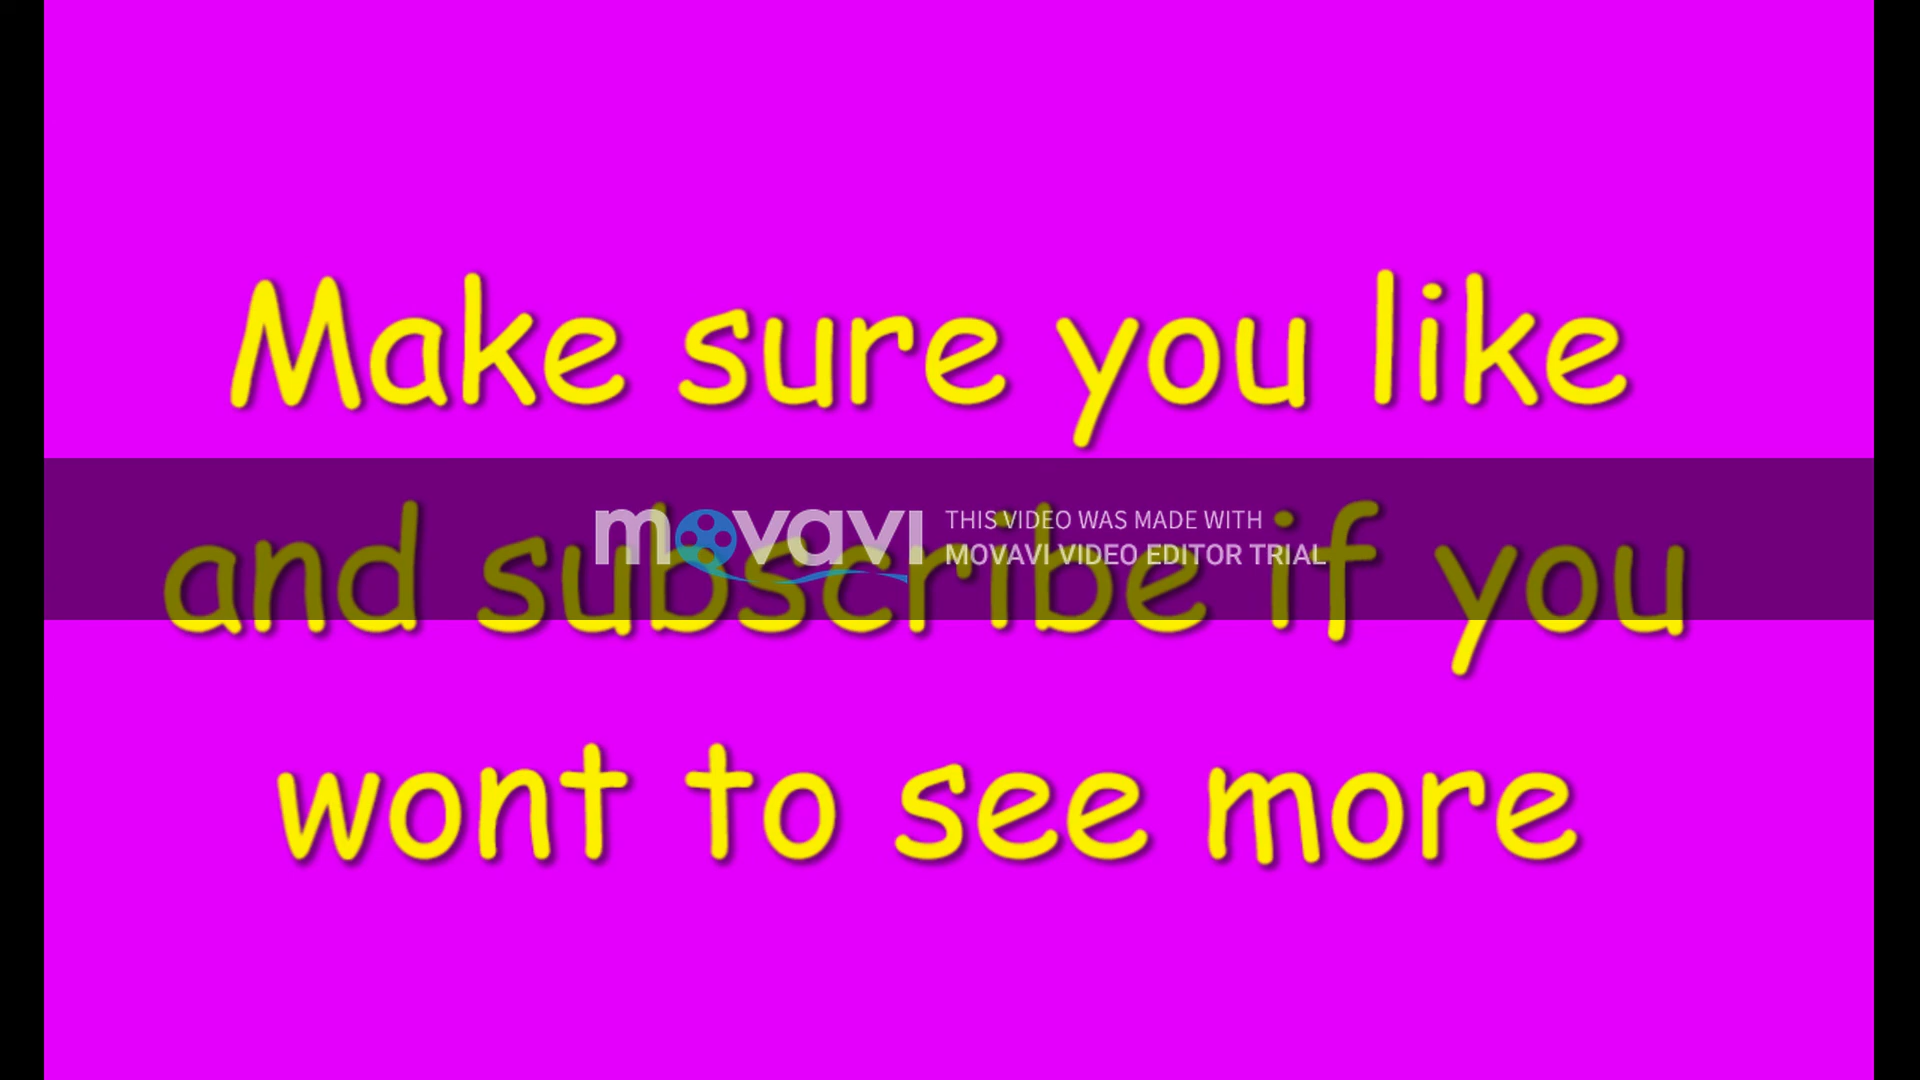 Make sure you like
and subscribe if you
movavi
THIS VIDEO WAS MADE WITH
MOVAVI VIDEO EDITOR TRIAL
wont to see more